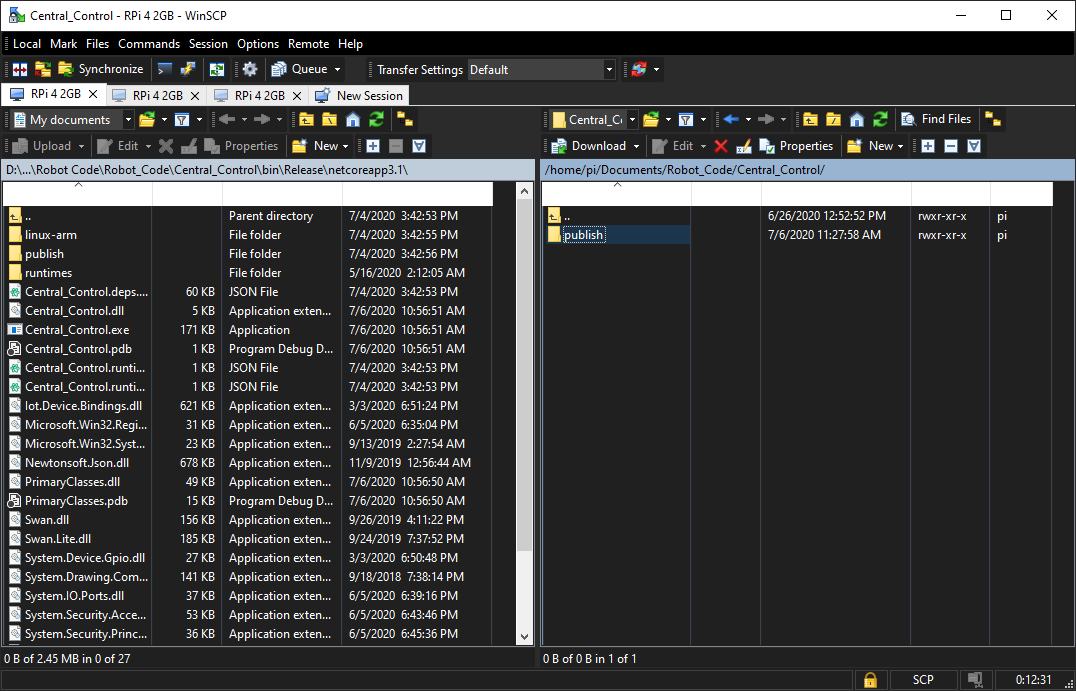 Central_Control - RPi 4 2GB - WinSCP
Local Mark Files Commands Session Options Remote Help
Synchronize Queue Transfer Settings Default
RPi 4 2GB RPi 4 2GB RPi 4 2GB New Session
My documents Central_C Find Files
Upload Edit Properties New Download Edit Properties New
D:\...\Robot Code\Robot_Code\Central_Control\bin\Release\netcoreapp3.1\ /home/pi/Documents/Robot_Code/Central_Control/
.. Parent directory 7/4/2020 3:42:53 PM
linux-arm File folder 7/4/2020 3:42:55 PM
publish File folder 7/4/2020 3:42:56 PM
runtimes File folder 5/16/2020 2:12:05 AM
Central_Control.deps.... 60 KB JSON File 7/4/2020 3:42:53 PM
Central_Control.dll 5 KB Application exten... 7/6/2020 10:56:51 AM
Central_Control.exe 171 KB Application 7/6/2020 10:56:51 AM
Central_Control.pdb 1 KB Program Debug D... 7/6/2020 10:56:51 AM
Central_Control.runti... 1 KB JSON File 7/4/2020 3:42:53 PM
Central_Control.runti... 1 KB JSON File 7/4/2020 3:42:53 PM
Iot.Device.Bindings.dll 621 KB Application exten... 3/3/2020 6:51:24 PM
Microsoft.Win32.Regi... 31 KB Application exten... 6/5/2020 6:35:04 PM
Microsoft.Win32.Syst... 23 KB Application exten... 9/13/2019 2:27:54 AM
Newtonsoft.Json.dll 678 KB Application exten... 11/9/2019 12:56:44 AM
PrimaryClasses.dll 49 KB Application exten... 7/6/2020 10:56:50 AM
PrimaryClasses.pdb 15 KB Program Debug D... 7/6/2020 10:56:50 AM
Swan.dll 156 KB Application exten... 9/26/2019 4:11:22 PM
Swan.Lite.dll 185 KB Application exten... 9/24/2019 7:37:52 PM
System.Device.Gpio.dll 27 KB Application exten... 3/3/2020 6:50:48 PM
System.Drawing.Com... 141 KB Application exten... 9/18/2018 7:38:14 PM
System.IO.Ports.dll 37 KB Application exten... 6/5/2020 6:39:16 PM
System.Security.Acce... 53 KB Application exten... 6/5/2020 6:43:46 PM
System.Security.Princ... 36 KB Application exten... 6/5/2020 6:45:36 PM
.. 6/26/2020 12:52:52 PM rwxr-xr-x pi
publish 7/6/2020 11:27:58 AM rwxr-xr-x pi
0 B of 2.45 MB in 0 of 27 0 B of 0 B in 1 of 1
SCP 0:12:31